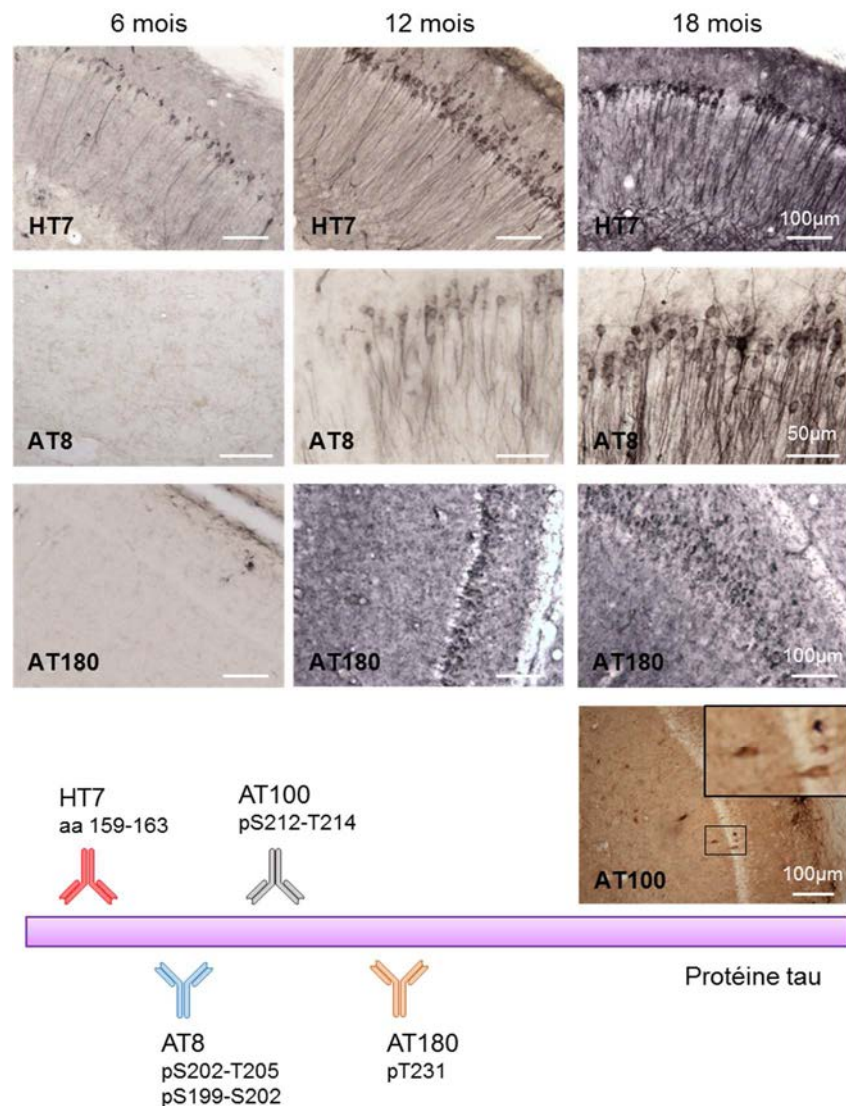 6 mois
12 mois
18 mois
HT7
HT7
HT7
100µm
AT8
AT8
AT8
50µm
AT180
AT180
AT180
100µm
AT100
100µm
HT7
aa 159-163
AT100
pS212-T214
Protéine tau
AT8
pS202-T205
pS199-S202
AT180
pT231